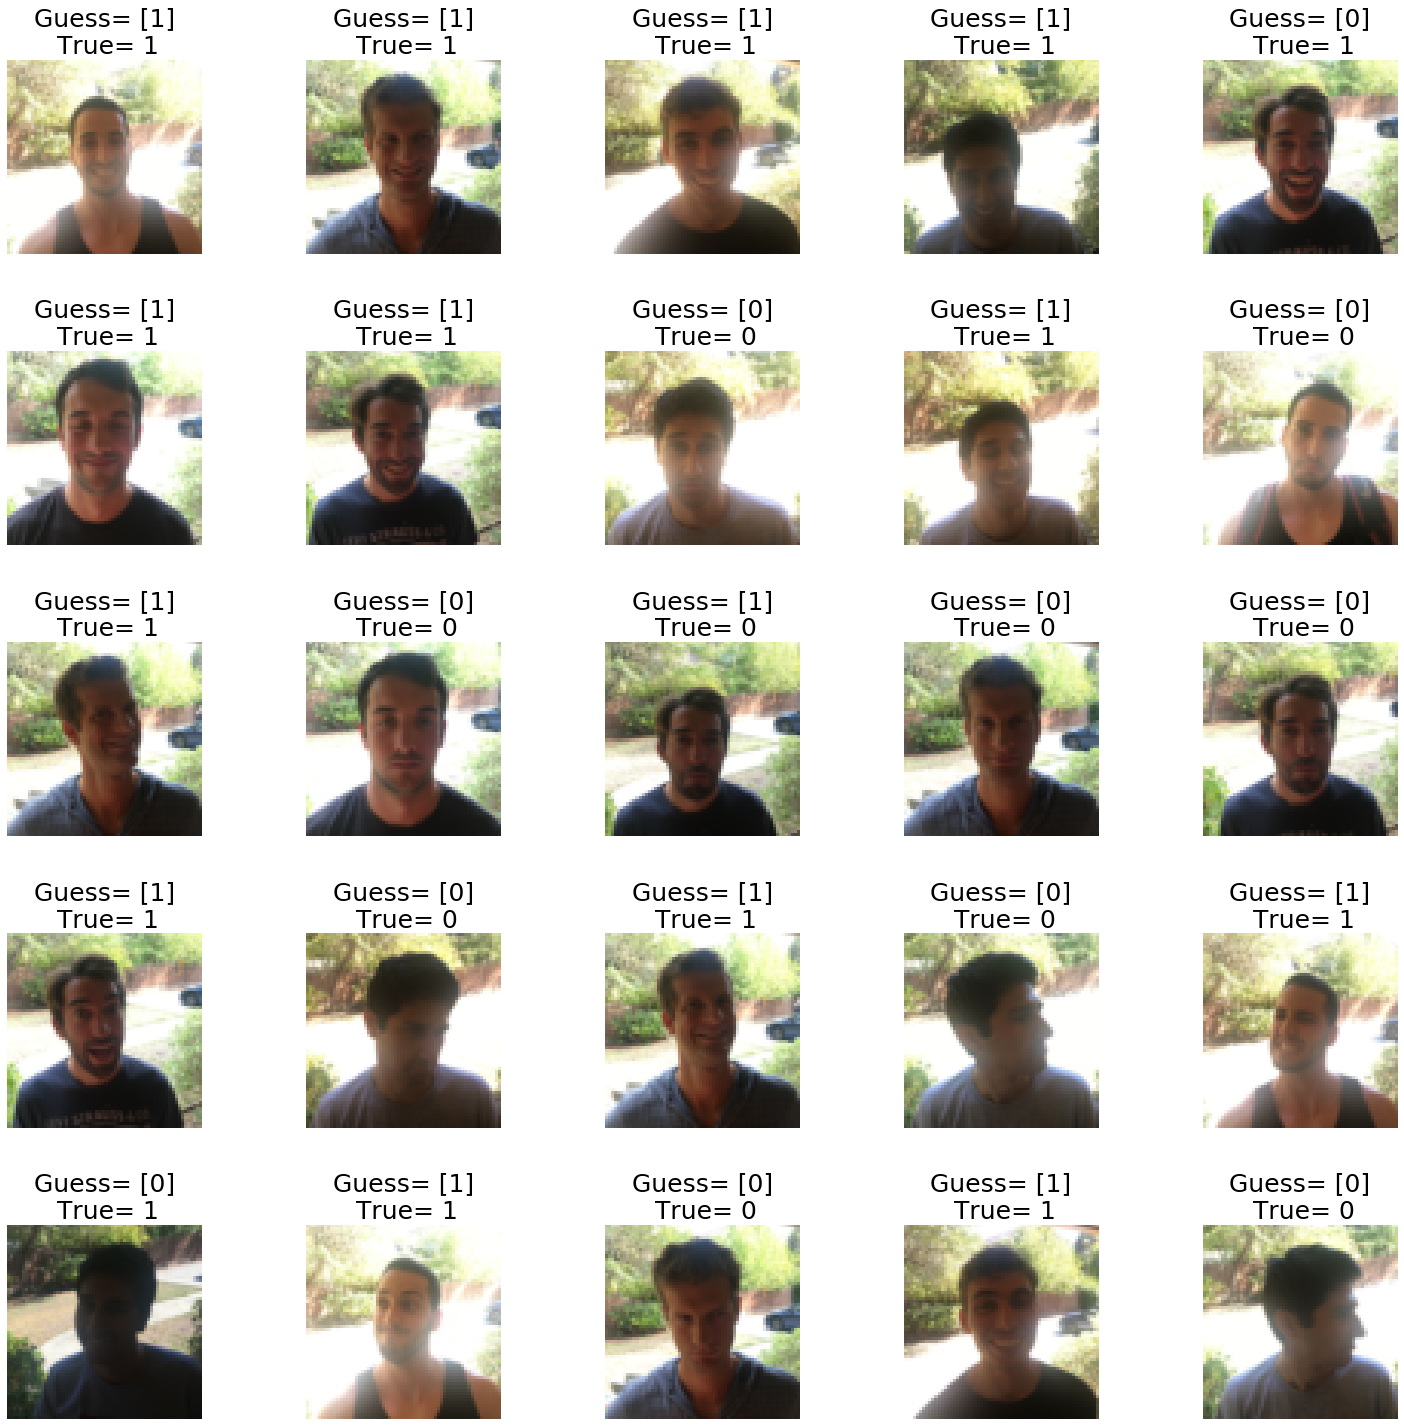 Guess= [1]
True= 1
Guess= [1]
True= 1
Guess= [1]
True= 1
Guess= [1]
True= 1
Guess= [0]
True= 1
Guess= [1]
True= 1
Guess= [1]
True= 1
Guess= [0]
True= 0
Guess= [1]
True= 1
Guess= [0]
True= 0
Guess= [1]
True= 1
Guess= [0]
True= 0
Guess= [1]
True= 0
Guess= [0]
True= 0
Guess= [0]
True= 0
Guess= [1]
True= 1
Guess= [0]
True= 0
Guess= [1]
True= 1
Guess= [0]
True= 0
Guess= [1]
True= 1
Guess= [0]
True= 1
Guess= [1]
True= 1
Guess= [0]
True= 0
Guess= [1]
True= 1
Guess= [0]
True= 0